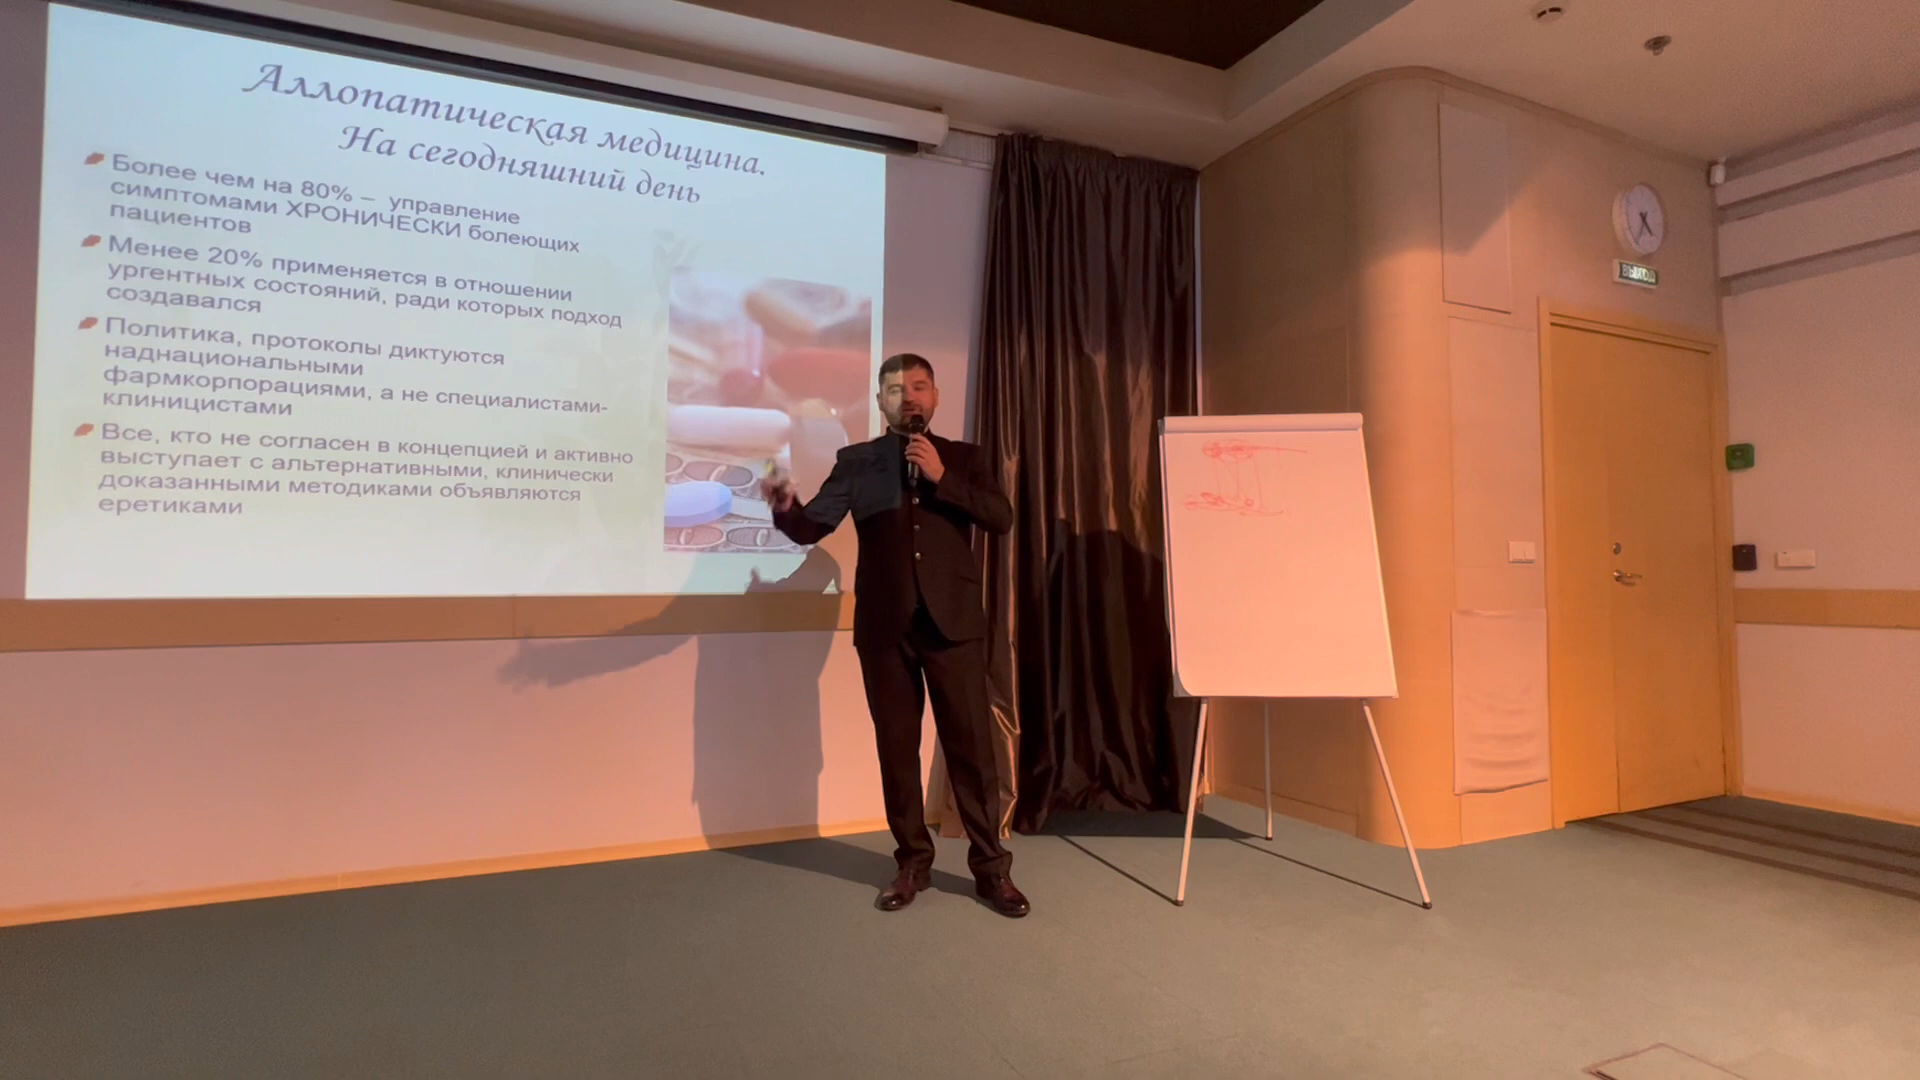 Аллопатическая медицина.
На сегодняшний день
Более чем на 80% – управление
симптомами ХРОНИЧЕСКИ болеющих
пациентов
Менее 20% применяется в отношении
ургентных состояний, ради которых подход
создавался
Политика, протоколы диктуются
наднациональными
фармкорпорациями, а не специалистами-
клиницистами
Все, кто не согласен в концепцией и активно
выступает с альтернативными, клинически
доказанными методиками объявляются
еретиками
ВЫХОД